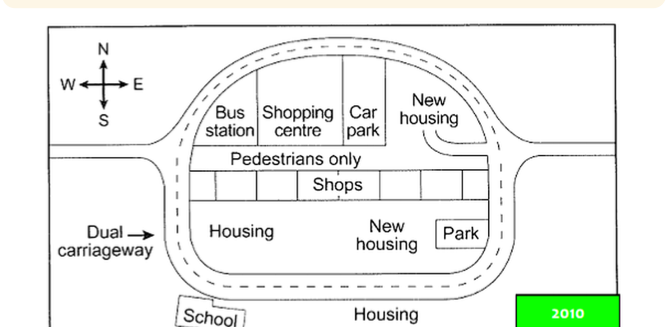 N
W E
S
Bus
station
Shopping
centre
Car
park
New
housing
Pedestrians only
Shops
Dual
carriageway
Housing
New
housing
Park
School
Housing
2010